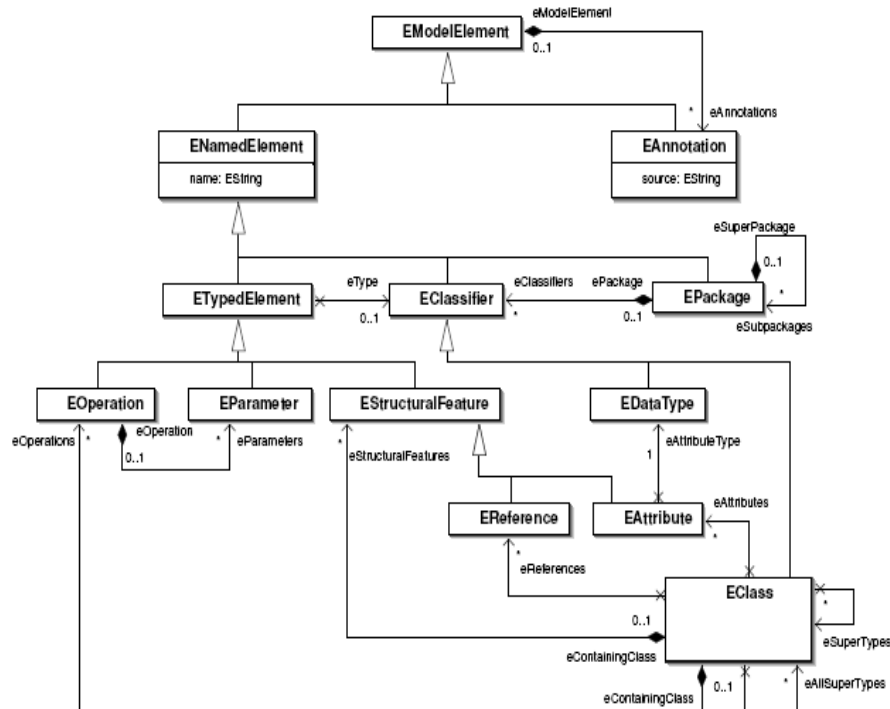 eModelElement
EModelElement
0..1
* eAnnotations
ENamedElement
EAnnotation
name: EString
source: EString
eSuperPackage
0..1
eType
eClassifiers
ePackage
ETypedElement
EClassifier
EPackage
*
0..1
*
0..1
eSubpackages
EOperation
EParameter
EStructuralFeature
EDataType
eOperations
*
eOperation
*
eParameters
*
eAttributeType
0..1
eStructuralFeatures
1
eAttributes
EReference
EAttribute
*
*
eReferences
EClass
*
0..1
eSuperTypes
eContainingClass
eContainingClass
0..1
*
eAllSuperTypes